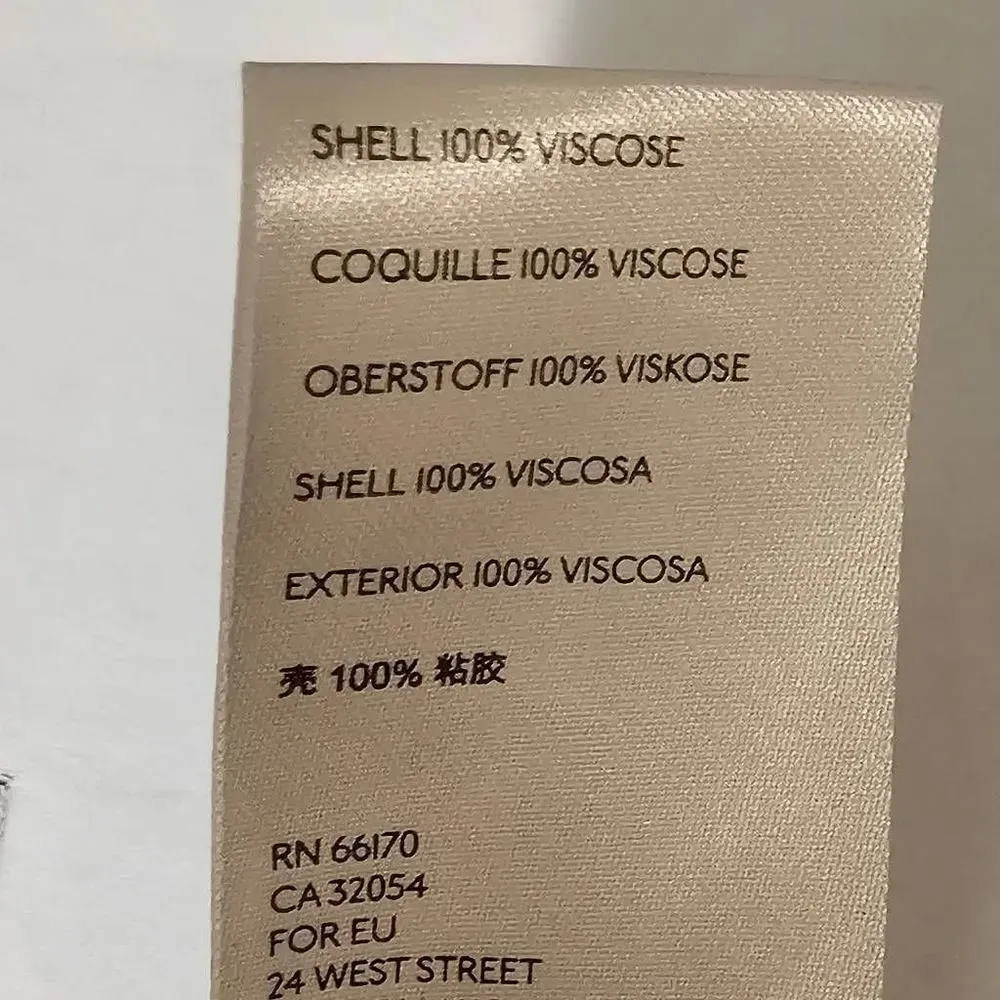 SHELL 100% VISCOSE
COQUILLE 100% VISCOSE
OBERSTOFF 100% VISKOSE
SHELL 100% VISCOSA
EXTERIOR 100% VISCOSA
壳 100% 粘胶
RN 66170
CA 32054
FOR EU
24 WEST STREET